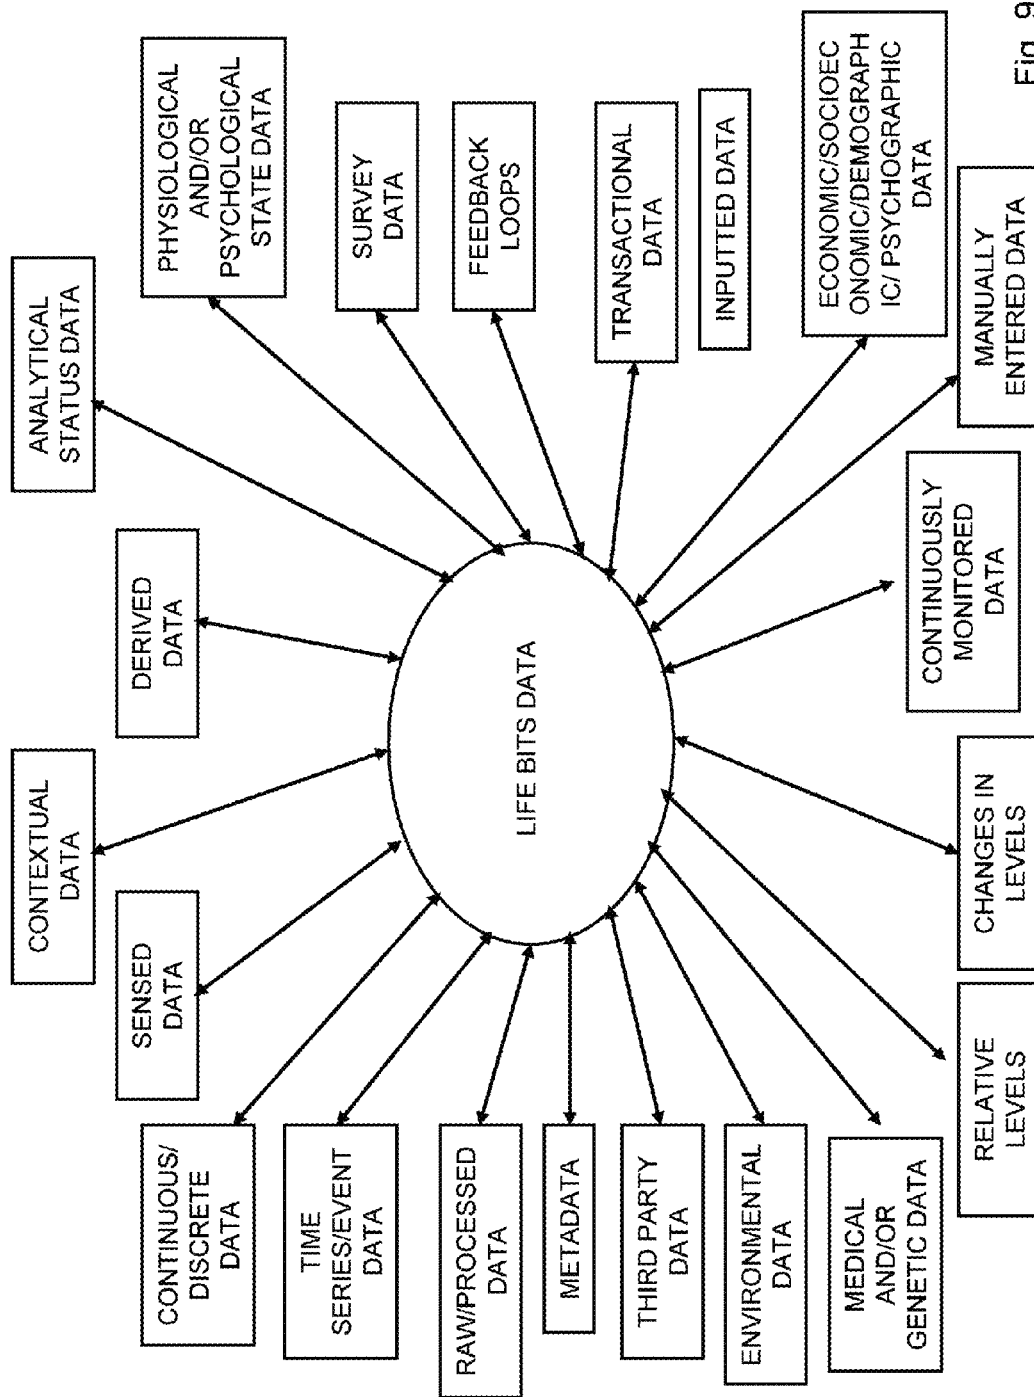 CONTEXTUAL
DATA
ANALYTICAL
STATUS DATA
SENSED
DATA
DERIVED
DATA
CONTINUOUS/
DISCRETE
DATA
PHYSIOLOGICAL
AND/OR
PSYCHOLOGICAL
STATE DATA
TIME
SERIES/EVENT
DATA
SURVEY
DATA
RAW/PROCESSED
DATA
FEEDBACK
LOOPS
LIFE BITS DATA
METADATA
THIRD PARTY
DATA
TRANSACTIONAL
DATA
ENVIRONMENTAL
DATA
INPUTTED DATA
MEDICAL
AND/OR
GENETIC DATA
ECONOMIC/SOCIOEC
ONOMIC/DEMOGRAPH
IC/ PSYCHOGRAPHIC
DATA
RELATIVE
LEVELS
CHANGES IN
LEVELS
CONTINUOUSLY
MONITORED
DATA
MANUALLY
ENTERED DATA
Fig. 9